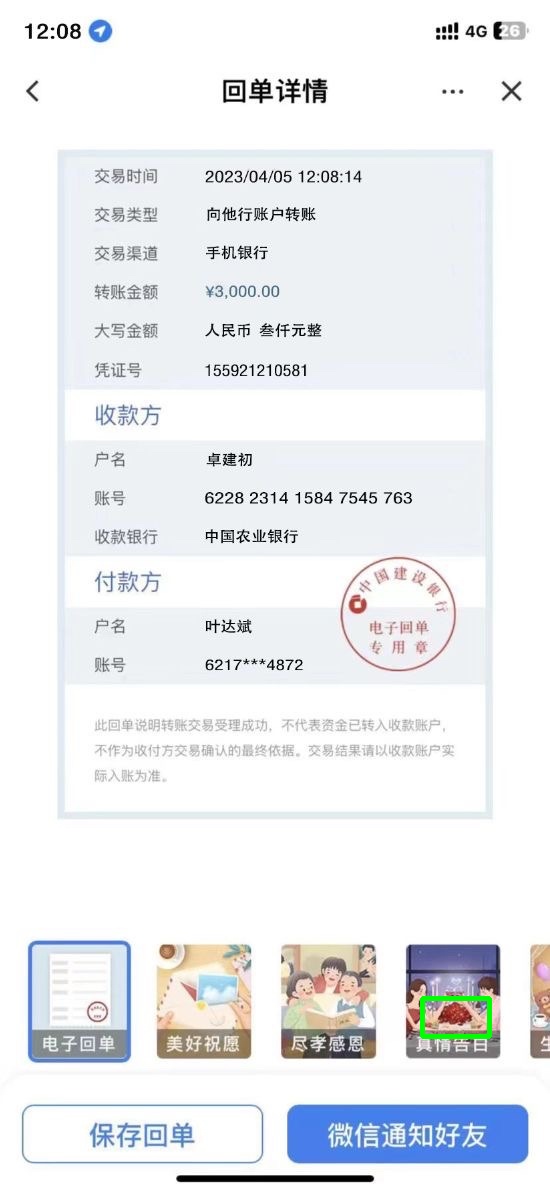 12:08
4G 26
回单详情
交易时间 2023/04/05 12:08:14
交易类型 向他行账户转账
交易渠道 手机银行
转账金额 ¥3,000.00
大写金额 人民币 叁仟元整
凭证号 155921210581
收款方
户名 卓建初
账号 6228 2314 1584 7545 763
收款银行 中国农业银行
付款方
中国建设银行
户名 叶达斌
电子回单
专用章
账号 6217***4872
此回单说明转账交易受理成功，不代表资金已转入收款账户，
不作为收付方交易确认的最终依据。交易结果请以收款账户实
际入账为准。
电子回单 美好祝愿 尽孝感恩 真情告白
保存回单 微信通知好友